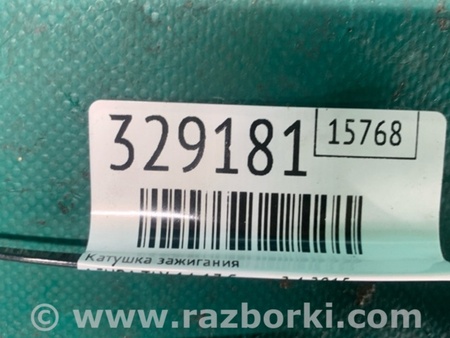 329181 15768
Катушка зажигания
www.razborki.com